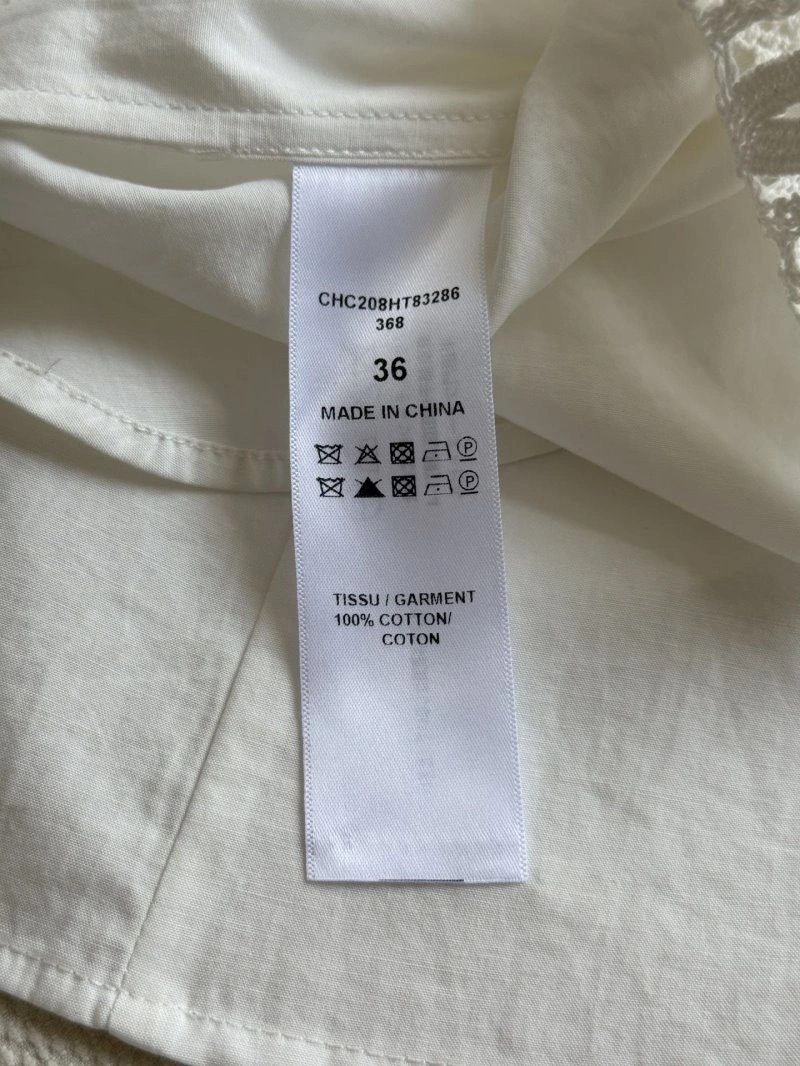 CHC208HT83286
368
36
MADE IN CHINA
P
P
TISSU / GARMENT
100% COTTON/
COTON